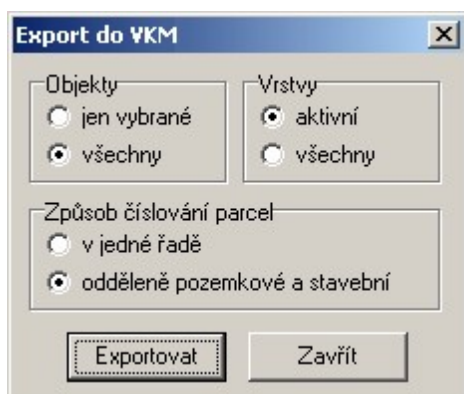 Export do VKM
Objekty
jen vybrané
všechny
Vrstvy
aktivní
všechny
Způsob číslování parcel
v jedné řadě
odděleně pozemkové a stavební
Exportovat
Zavřít